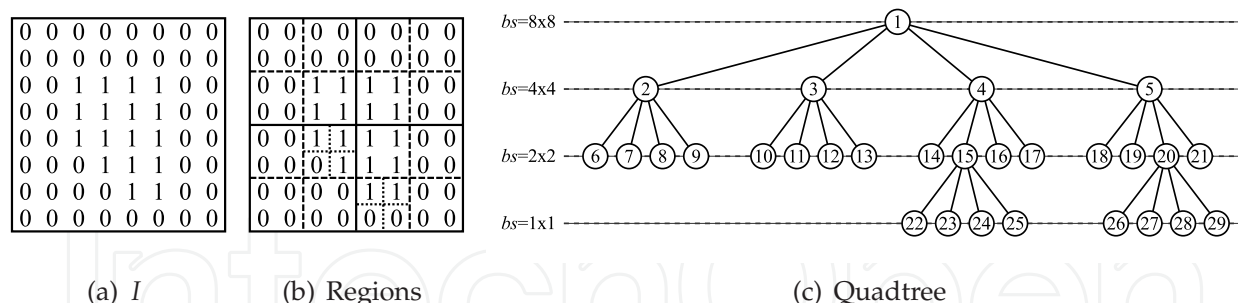 0 0 0 0 0 0 0 0
0 0 0 0 0 0 0 0
0 0 1 1 1 1 0 0
0 0 1 1 1 1 0 0
0 0 1 1 1 1 0 0
0 0 0 1 1 1 0 0
0 0 0 0 1 1 0 0
0 0 0 0 0 0 0 0
(a) I
0 0 0 0 0 0 0 0
0 0 0 0 0 0 0 0
0 0 1 1 1 1 0 0
0 0 1 1 1 1 0 0
0 0 1 1 1 1 0 0
0 0 0 1 1 1 0 0
0 0 0 0 1 1 0 0
0 0 0 0 0 0 0 0
(b) Regions
bs=8x8 1
bs=4x4 2 3 4 5
bs=2x2 6 7 8 9 10 11 12 13 14 15 16 17 18 19 20 21
bs=1x1 22 23 24 25 26 27 28 29
(c) Quadtree
IntechOpen